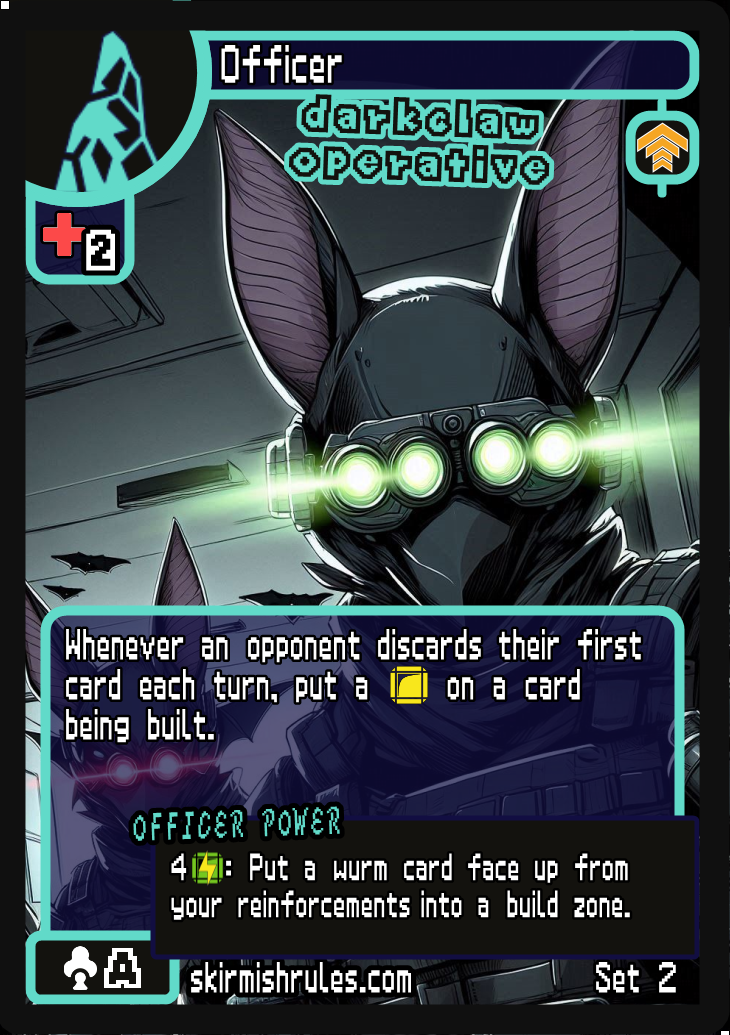 Officer
darkclaw
operative
2
Whenever an opponent discards their first
card each turn, put a on a card
being built.
OFFICER POWER
4 : Put a wurm card face up from
your reinforcements into a build zone.
A
skirmishrules.com
Set 2